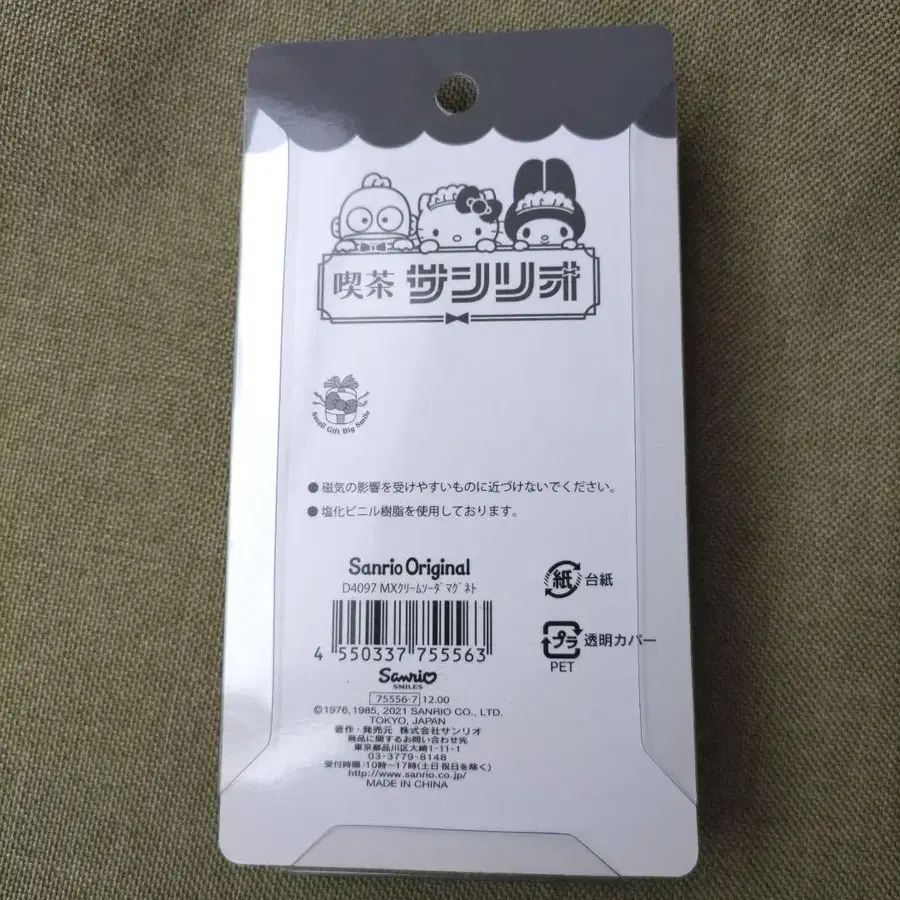 喫茶 サンリオ
Small Gift Big Smile
● 磁気の影響を受けやすいものに近づけないでください。
● 塩化ビニル樹脂を使用しております。
Sanrio Original
D4097 MXクリームソーダマグネト
4 550337 755563
紙 台紙
プラ 透明カバー
PET
Sanrio
SMILES
75556-7 12.00
©1976, 1985, 2021 SANRIO CO., LTD.
TOKYO, JAPAN
著作・発売元 株式会社サンリオ
商品に関するお問い合わせ先
東京都品川区大崎1-11-1
03-3779-8148
受付時間：10時〜17時(土日祝日を除く)
http://www.sanrio.co.jp/
MADE IN CHINA